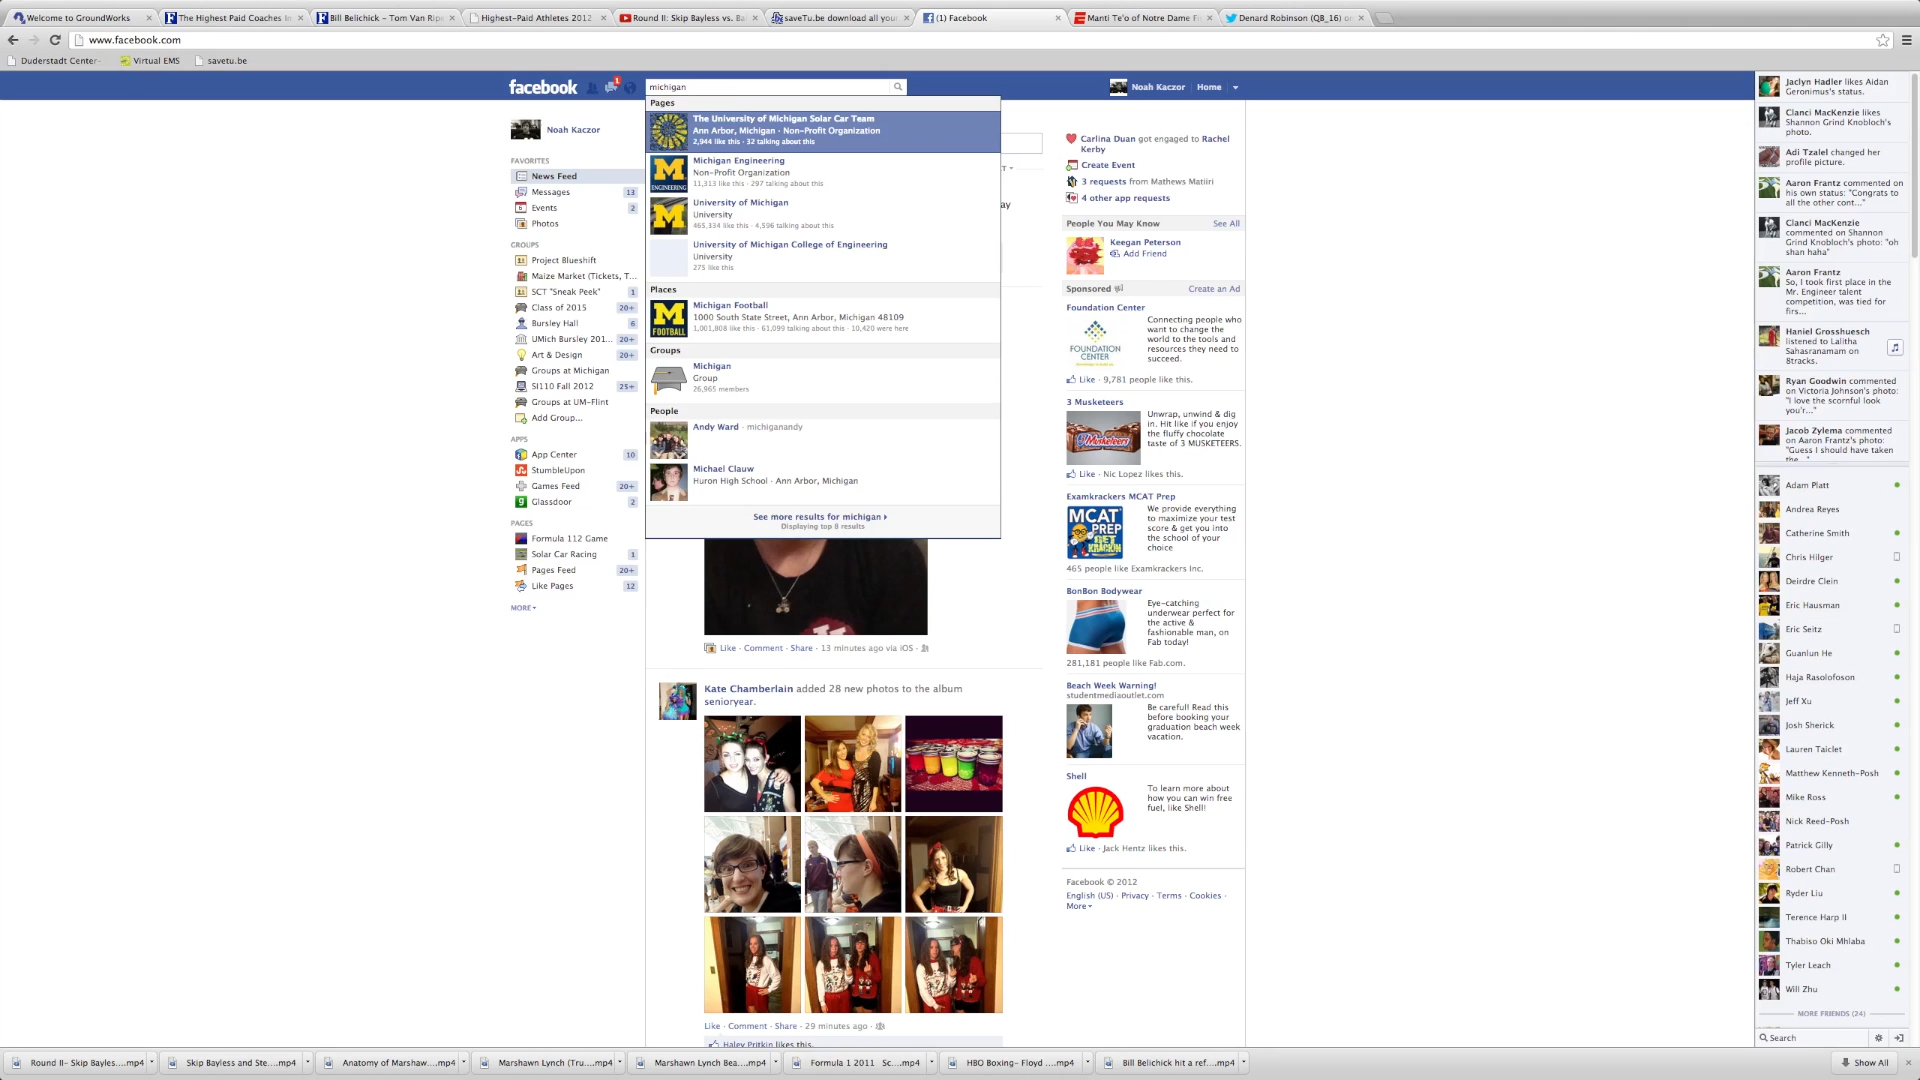 Welcome to GroundWorks
The Highest Paid Coaches In
Bill Belichick - Tom Van Ripe
Highest-Paid Athletes 2012
Round II: Skip Bayless vs. Ba
saveTu.be download all your
(1) Facebook
Manti Te'o of Notre Dame Fi
Denard Robinson (QB_16) o
www.facebook.com
Duderstadt Center-
Virtual EMS
savetu.be
facebook
1
michigan
Noah Kaczor
Home
Noah Kaczor
FAVORITES
News Feed
Messages 13
Events 2
Photos
GROUPS
Project Blueshift
Maize Market (Tickets, T...
SCT "Sneak Peek" 1
Class of 2015 20+
Bursley Hall 6
UMich Bursley 201... 20+
Art & Design 20+
Groups at Michigan
SI110 Fall 2012 25+
Groups at UM-Flint
Add Group...
APPS
App Center 10
StumbleUpon
Games Feed 20+
Glassdoor 2
PAGES
Formula 112 Game
Solar Car Racing 1
Pages Feed 20+
Like Pages 12
MORE
Pages
The University of Michigan Solar Car Team
Ann Arbor, Michigan · Non-Profit Organization
2,944 like this · 32 talking about this
Michigan Engineering
Non-Profit Organization
11,313 like this · 297 talking about this
M
ENGINEERING
University of Michigan
University
465,334 like this · 4,596 talking about this
M
University of Michigan College of Engineering
University
275 like this
Places
Michigan Football
1000 South State Street, Ann Arbor, Michigan 48109
1,001,808 like this · 61,099 talking about this · 10,420 were here
M
FOOTBALL
Groups
Michigan
Group
26,965 members
People
Andy Ward · michiganandy
Michael Clauw
Huron High School · Ann Arbor, Michigan
See more results for michigan
Displaying top 8 results
ay
Like · Comment · Share · 13 minutes ago via iOS ·
Kate Chamberlain added 28 new photos to the album
senioryear.
Like · Comment · Share · 29 minutes ago ·
Haley Pritkin likes this.
Carlina Duan got engaged to Rachel
Kerby
Create Event
3 requests from Mathews Matiiri
4 other app requests
People You May Know See All
Keegan Peterson
Add Friend
Sponsored Create an Ad
Foundation Center
FOUNDATION
CENTER
Connecting people who
want to change the
world to the tools and
resources they need to
succeed.
Like · 9,781 people like this.
3 Musketeers
Musketeers
Unwrap, unwind & dig
in. Hit like if you enjoy
the fluffy chocolate
taste of 3 MUSKETEERS.
Like · Nic Lopez likes this.
Examkrackers MCAT Prep
MCAT
PREP
GET
KRACKIN
We provide everything
to maximize your test
score & get you into
the school of your
choice
465 people like Examkrackers Inc.
BonBon Bodywear
Eye-catching
underwear perfect for
the active &
fashionable man, on
Fab today!
281,181 people like Fab.com.
Beach Week Warning!
studentmediaoutlet.com
Be careful! Read this
before booking your
graduation beach week
vacation.
Shell
To learn more about
how you can win free
fuel, like Shell!
Like · Jack Hentz likes this.
Facebook © 2012
English (US) · Privacy · Terms · Cookies ·
More
Jaclyn Hadler likes Aidan
Geronimus's status.
Clanci MacKenzie likes
Shannon Grind Knobloch's
photo.
Adi Tzalel changed her
profile picture.
Aaron Frantz commented on
his own status: "Congrats to
all the other cont..."
Clanci MacKenzie
commented on Shannon
Grind Knobloch's photo: "oh
shan haha"
Aaron Frantz
So, I took first place in the
Mr. Engineer talent
competition, was tied for
firs...
Haniel Grosshuesch
listened to Lalitha
Sahasranamam on
8tracks.
Ryan Goodwin commented
on Victoria Johnson's photo:
"I love the scornful look
you'r..."
Jacob Zylema commented
on Aaron Frantz's photo:
"Guess I should have taken
the..."
Adam Platt
Andrea Reyes
Catherine Smith
Chris Hilger
Deirdre Clein
Eric Hausman
Eric Seitz
Guanlun He
Haja Rasolofoson
Jeff Xu
Josh Sherick
Lauren Taiclet
Matthew Kenneth-Posh
Mike Ross
Nick Reed-Posh
Patrick Gilly
Robert Chan
Ryder Liu
Terence Harp II
Thabiso Oki Mhlaba
Tyler Leach
Will Zhu
MORE FRIENDS (24)
Search
Round II- Skip Bayles....mp4
Skip Bayless and Ste....mp4
Anatomy of Marshaw....mp4
Marshawn Lynch (Tru....mp4
Marshawn Lynch Bea....mp4
Formula 1 2011 Sc....mp4
HBO Boxing- Floyd ....mp4
Bill Belichick hit a ref....mp4
Show All